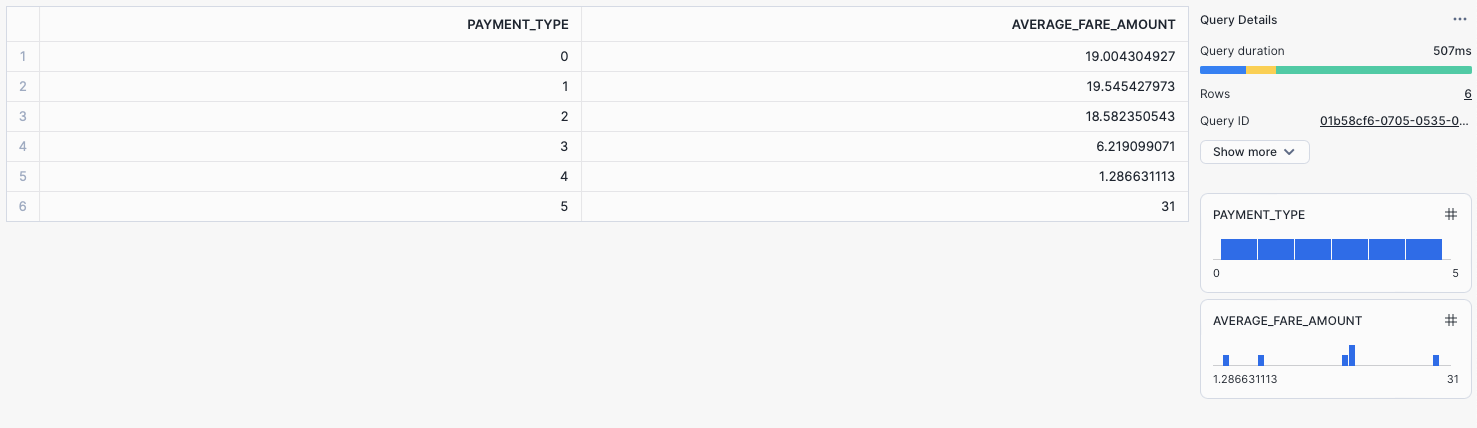 PAYMENT_TYPE AVERAGE_FARE_AMOUNT
1 0 19.004304927
2 1 19.545427973
3 2 18.582350543
4 3 6.219099071
5 4 1.286631113
6 5 31
Query Details ...
Query duration 507ms
Rows 6
Query ID 01b58cf6-0705-0535-0...
Show more
PAYMENT_TYPE #
0 5
AVERAGE_FARE_AMOUNT #
1.286631113 31